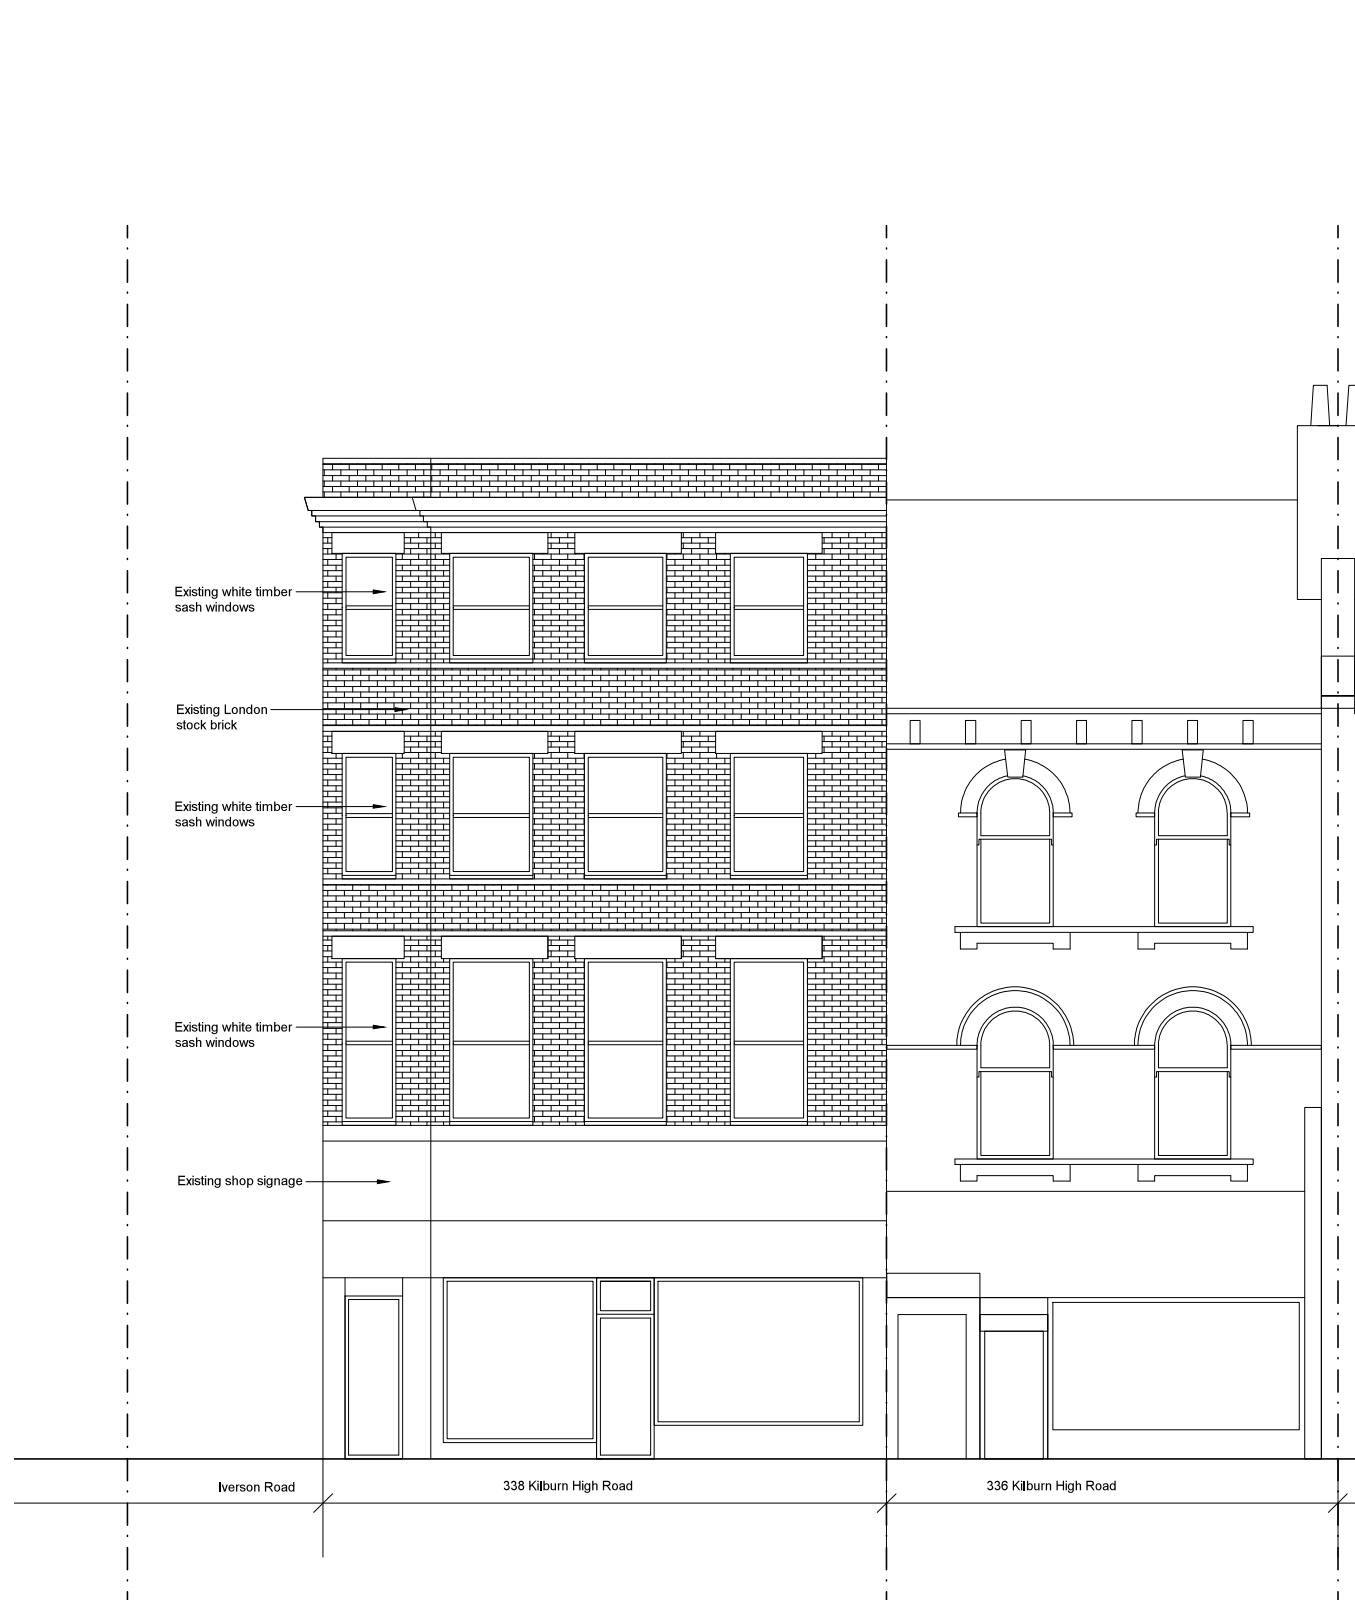 Existing white timber
sash windows
Existing London
stock brick
Existing white timber
sash windows
Existing white timber
sash windows
Existing shop signage
Iverson Road
338 Kilburn High Road
336 Kilburn High Road